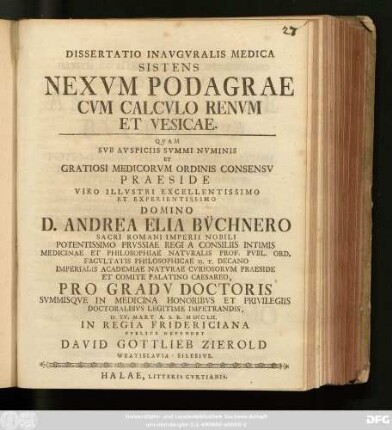 27
DISSERTATIO INAVGVRALIS MEDICA
SISTENS
NEXVM PODAGRAE
CVM CALCVLO RENVM
ET VESICAE.
QVAM
SVB AVSPICIIS SVMMI NVMINIS
ET
GRATIOSI MEDICORVM ORDINIS CONSENSV
PRAESIDE
VIRO ILLVSTRI EXCELLENTISSIMO
ET EXPERIENTISSIMO
DOMINO
D. ANDREA ELIA BÜCHNERO
SACRI ROMANI IMPERII NOBILI
POTENTISSIMO PRVSSIAE REGI A CONSILIIS INTIMIS
MEDICINAE ET PHILOSOPHIAE NATVRALIS PROF. PVBL. ORD.
FACVLTATIS PHILOSOPHICAE H. T. DECANO
IMPERIALIS ACADEMIAE NATVRAE CVRIOSORVM PRAESIDE
ET COMITE PALATINO CAESAREO,
PRO GRADV DOCTORIS
SVMMISQVE IN MEDICINA HONORIBVS ET PRIVILEGIIS
DOCTORALIBVS LEGITIME IMPETRANDIS,
D. MART. A. S. R.
IN REGIA FRIDERICIANA
PVBLICE DEFENDET
DAVID GOTTLIEB ZIEROLD
WRATISLAVIA - SILESIVS.
HALAE, LITTERIS CVRTIANIS.
DFG